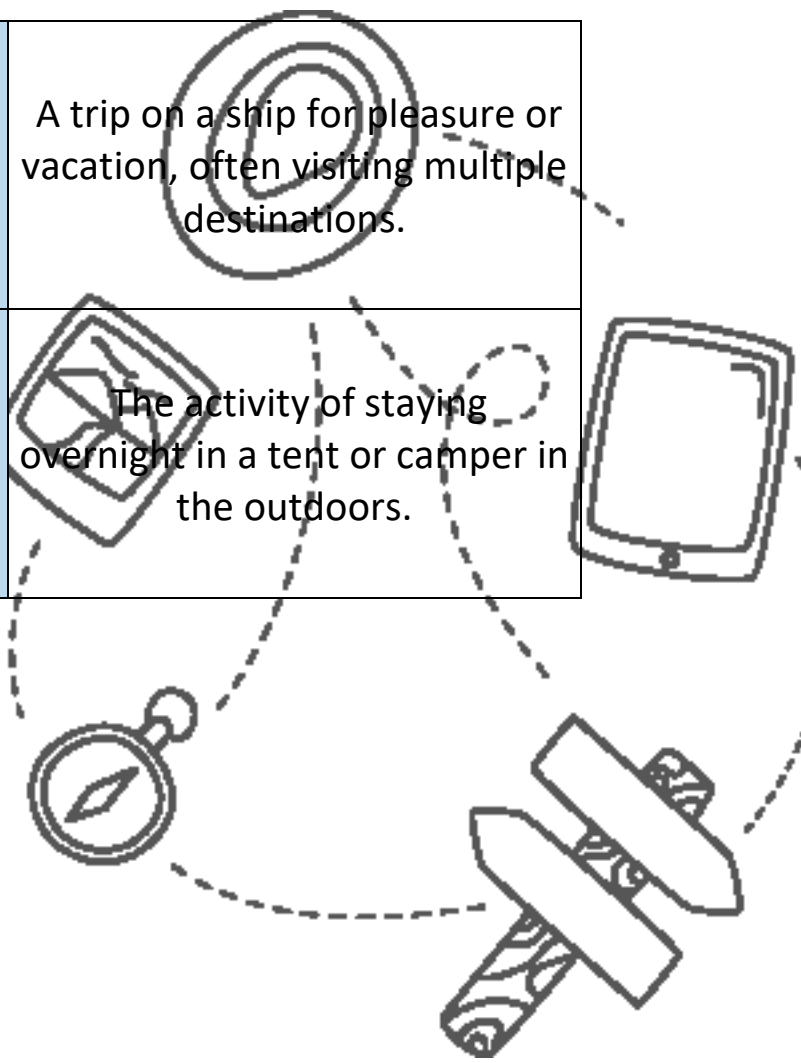 A trip on a ship for pleasure or
vacation, often visiting multiple
destinations.
The activity of staying
overnight in a tent or camper in
the outdoors.